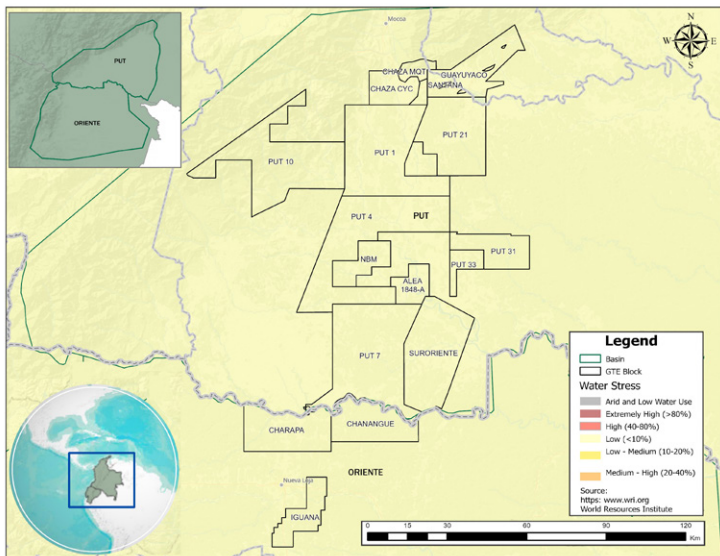 PUT
ORIENTE
Mocoa
N
W
E
S
CHAZA MQT
GUAYUYACO
CHAZA CYC
SANTANA
PUT 21
PUT 10
PUT 1
PUT 4
PUT
NBM
PUT 31
PUT 33
ALEA
1848-A
PUT 7
SURORIENTE
CHARAPA
CHANANGUE
ORIENTE
Nueva Loja
IGUANA
Legend
Basin
GTE Block
Water Stress
Arid and Low Water Use
Extremely High (>80%)
High (40-80%)
Low (<10%)
Low - Medium (10-20%)
Medium - High (20-40%)
Source:
https: www.wri.org
World Resources Institute
0 15 30 60 90 120
Km